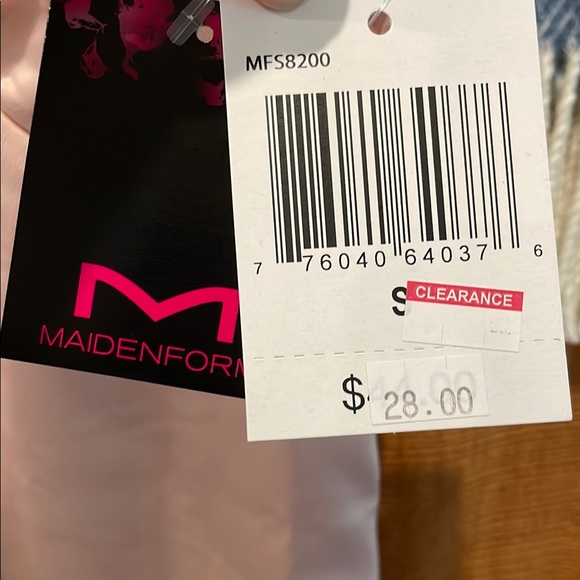 MFS8200
7 76040 64037 6
S
CLEARANCE
$ 28.00
MAIDENFORM